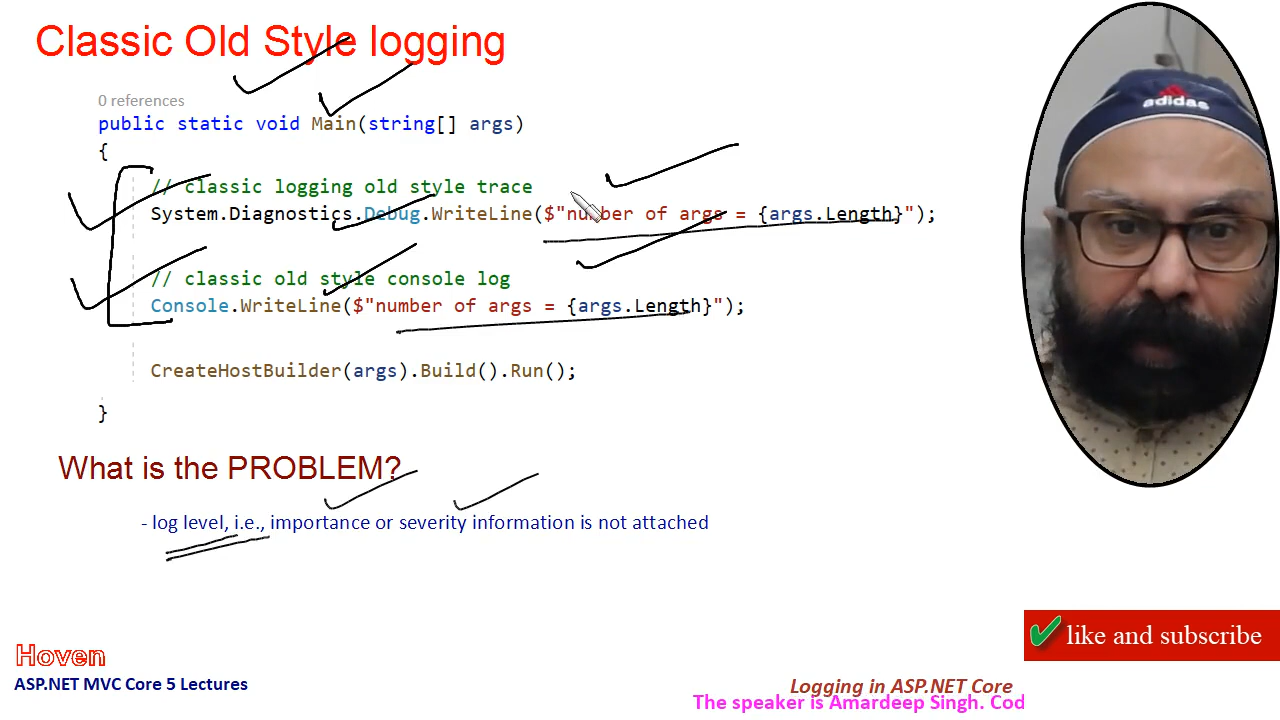 Classic Old Style logging
0 references
public static void Main(string[] args)
{
// classic logging old style trace
System.Diagnostics.Debug.WriteLine($"number of args = {args.Length}");
// classic old style console log
Console.WriteLine($"number of args = {args.Length}");
CreateHostBuilder(args).Build().Run();
}
What is the PROBLEM?
- log level, i.e., importance or severity information is not attached
adidas
like and subscribe
Hoven
ASP.NET MVC Core 5 Lectures
Logging in ASP.NET Core
The speaker is Amardeep Singh. Cod